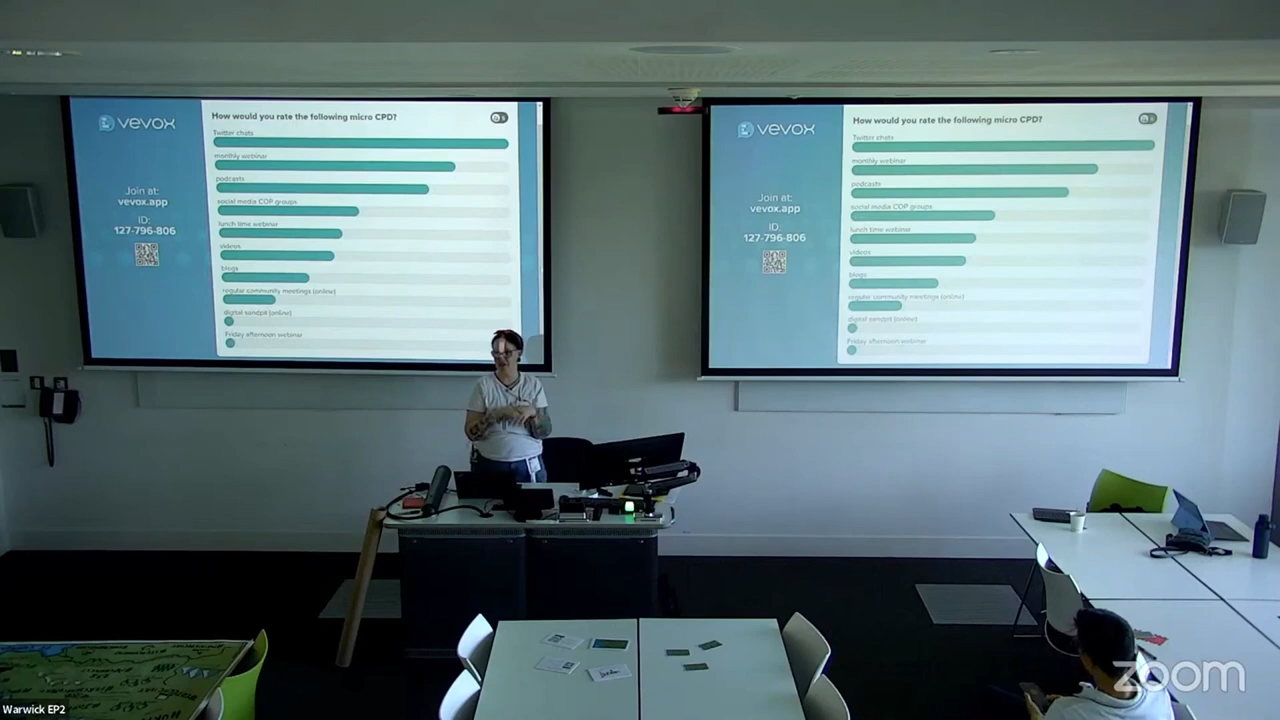 vevox
Join at:
vevox.app
ID:
127-796-806
How would you rate the following micro CPD?
Twitter chats
monthly webinar
podcasts
social media COP groups
lunch time webinar
videos
blogs
regular community meetings (online)
digital sandpit (online)
Friday afternoon webinar
vevox
Join at:
vevox.app
ID:
127-796-806
How would you rate the following micro CPD?
Twitter chats
monthly webinar
podcasts
social media COP groups
lunch time webinar
videos
blogs
regular community meetings (online)
digital sandpit (online)
Friday afternoon webinar
zoom
Warwick EP2